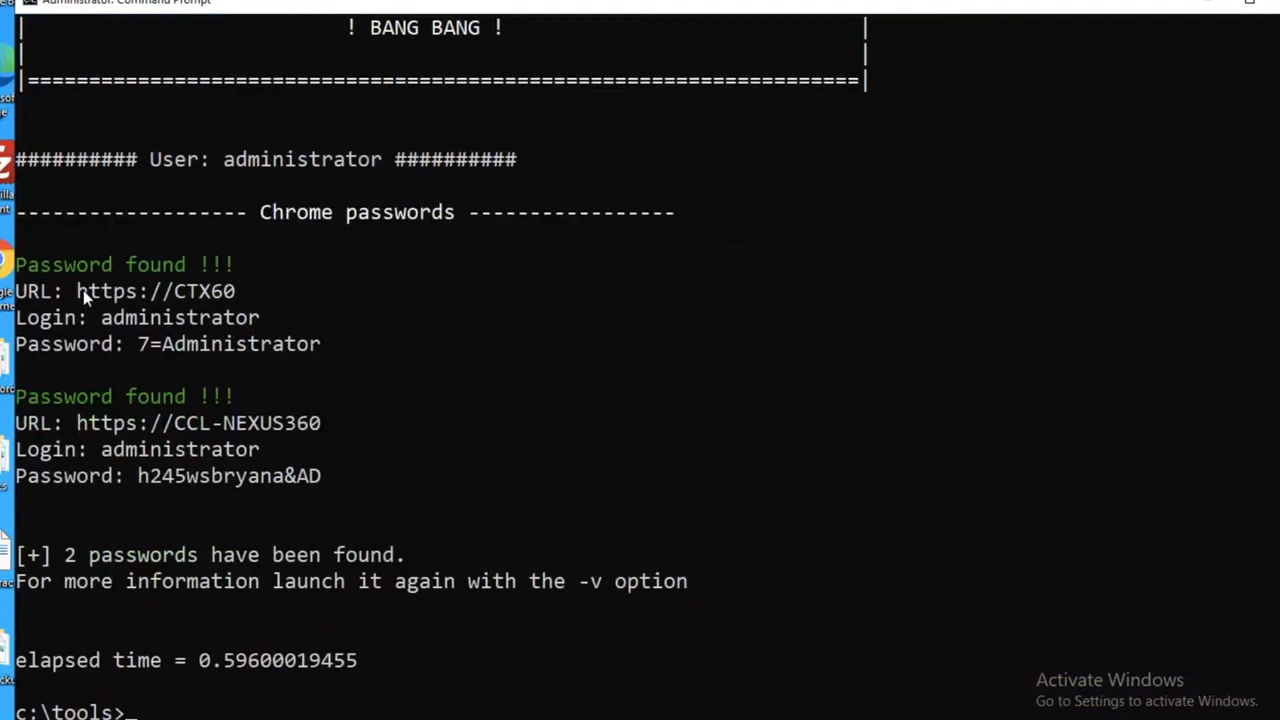 Administrator: Command Prompt
| ! BANG BANG ! |
| |
|====================================================================|
########## User: administrator ##########
------------------- Chrome passwords -----------------
Password found !!!
URL: https://CTX60
Login: administrator
Password: 7=Administrator
Password found !!!
URL: https://CCL-NEXUS360
Login: administrator
Password: h245wsbryana&AD
[+] 2 passwords have been found.
For more information launch it again with the -v option
elapsed time = 0.59600019455
c:\tools>_
Activate Windows
Go to Settings to activate Windows.